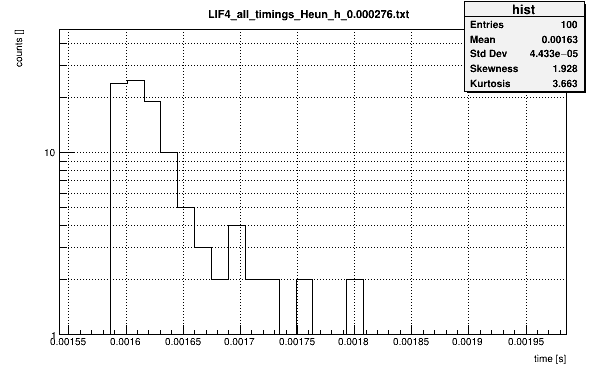 LIF4_all_timings_Heun_h_0.000276.txt
hist
Entries 100
Mean 0.00163
Std Dev 4.433e−05
Skewness 1.928
Kurtosis 3.663
counts []
10
1
0.00155 0.0016 0.00165 0.0017 0.00175 0.0018 0.00185 0.0019 0.00195
time [s]